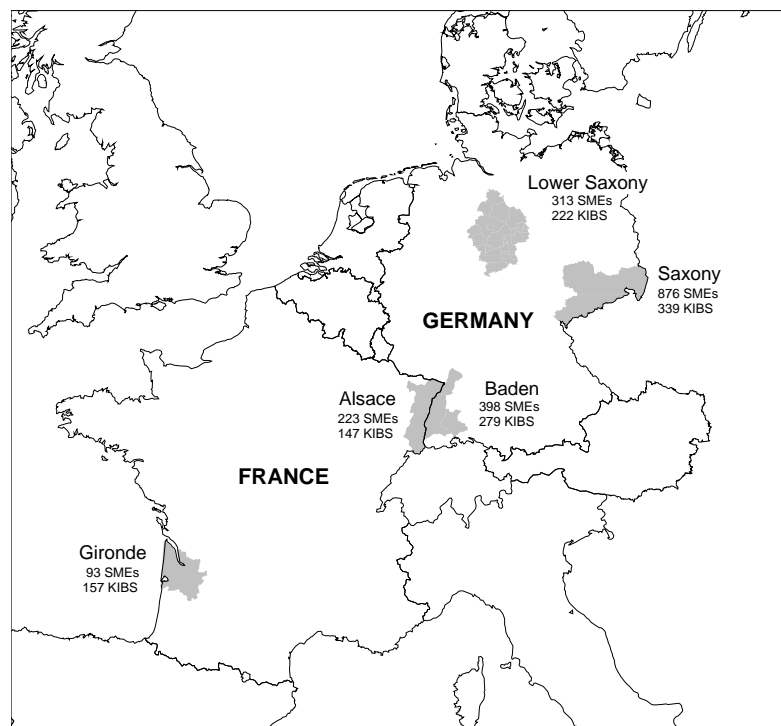 Lower Saxony
313 SMEs
222 KIBS
Saxony
876 SMEs
339 KIBS
GERMANY
Alsace
223 SMEs
147 KIBS
Baden
398 SMEs
279 KIBS
FRANCE
Gironde
93 SMEs
157 KIBS